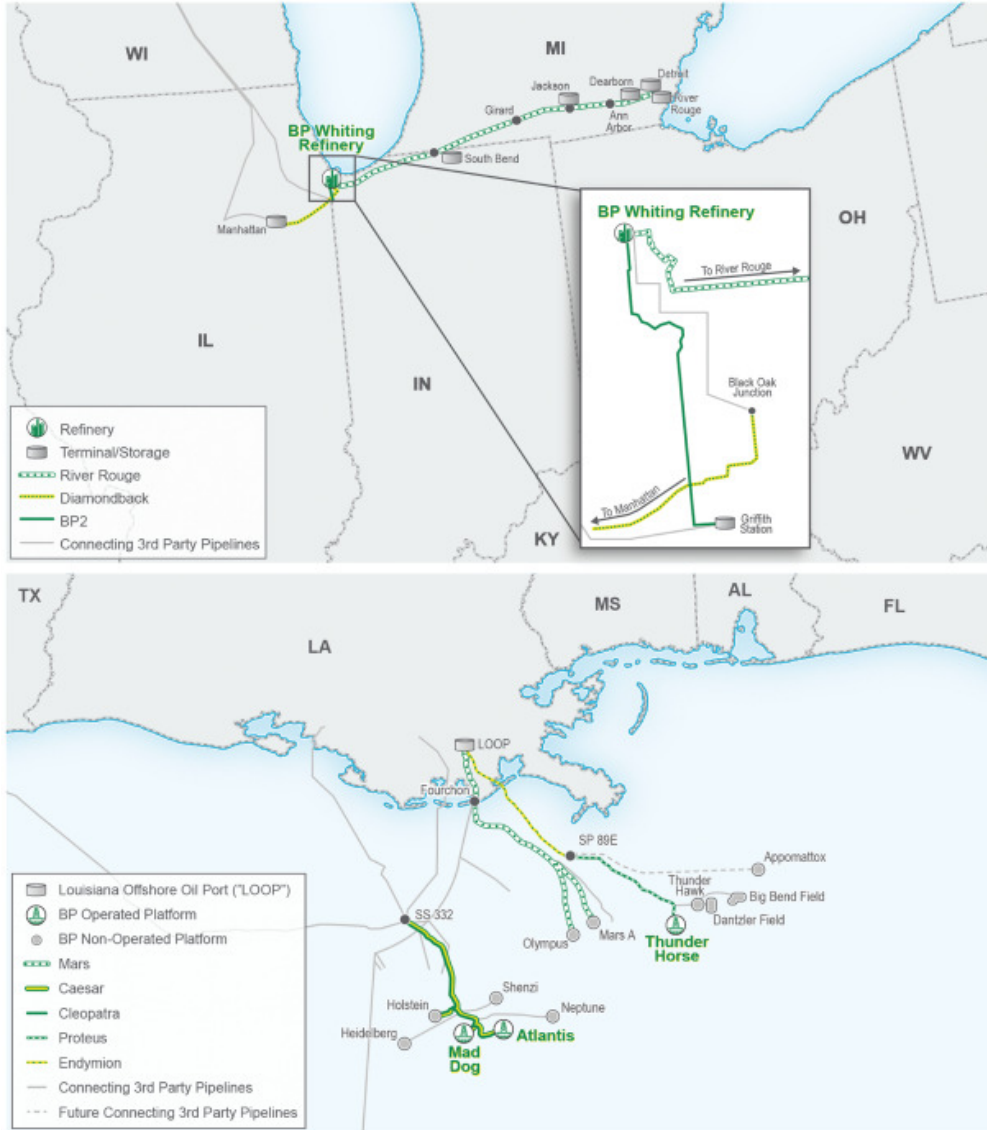 WI
MI
Jackson
Dearborn
Detroit
River
Rouge
Girard
Ann
Arbor
BP Whiting
Refinery
South Bend
Manhattan
OH
BP Whiting Refinery
To River Rouge
IL
IN
Black Oak
Junction
WV
To Manhattan
Griffith
Station
KY
Refinery
Terminal/Storage
River Rouge
Diamondback
BP2
Connecting 3rd Party Pipelines
TX
LA
MS
AL
FL
LOOP
Fourchon
SP 89E
Appomattox
Thunder
Hawk
Big Bend Field
Dantzler Field
Mars A
Olympus
Thunder
Horse
SS 332
Shenzi
Holstein
Neptune
Heidelberg
Atlantis
Mad
Dog
Louisiana Offshore Oil Port ("LOOP")
BP Operated Platform
BP Non-Operated Platform
Mars
Caesar
Cleopatra
Proteus
Endymion
Connecting 3rd Party Pipelines
Future Connecting 3rd Party Pipelines